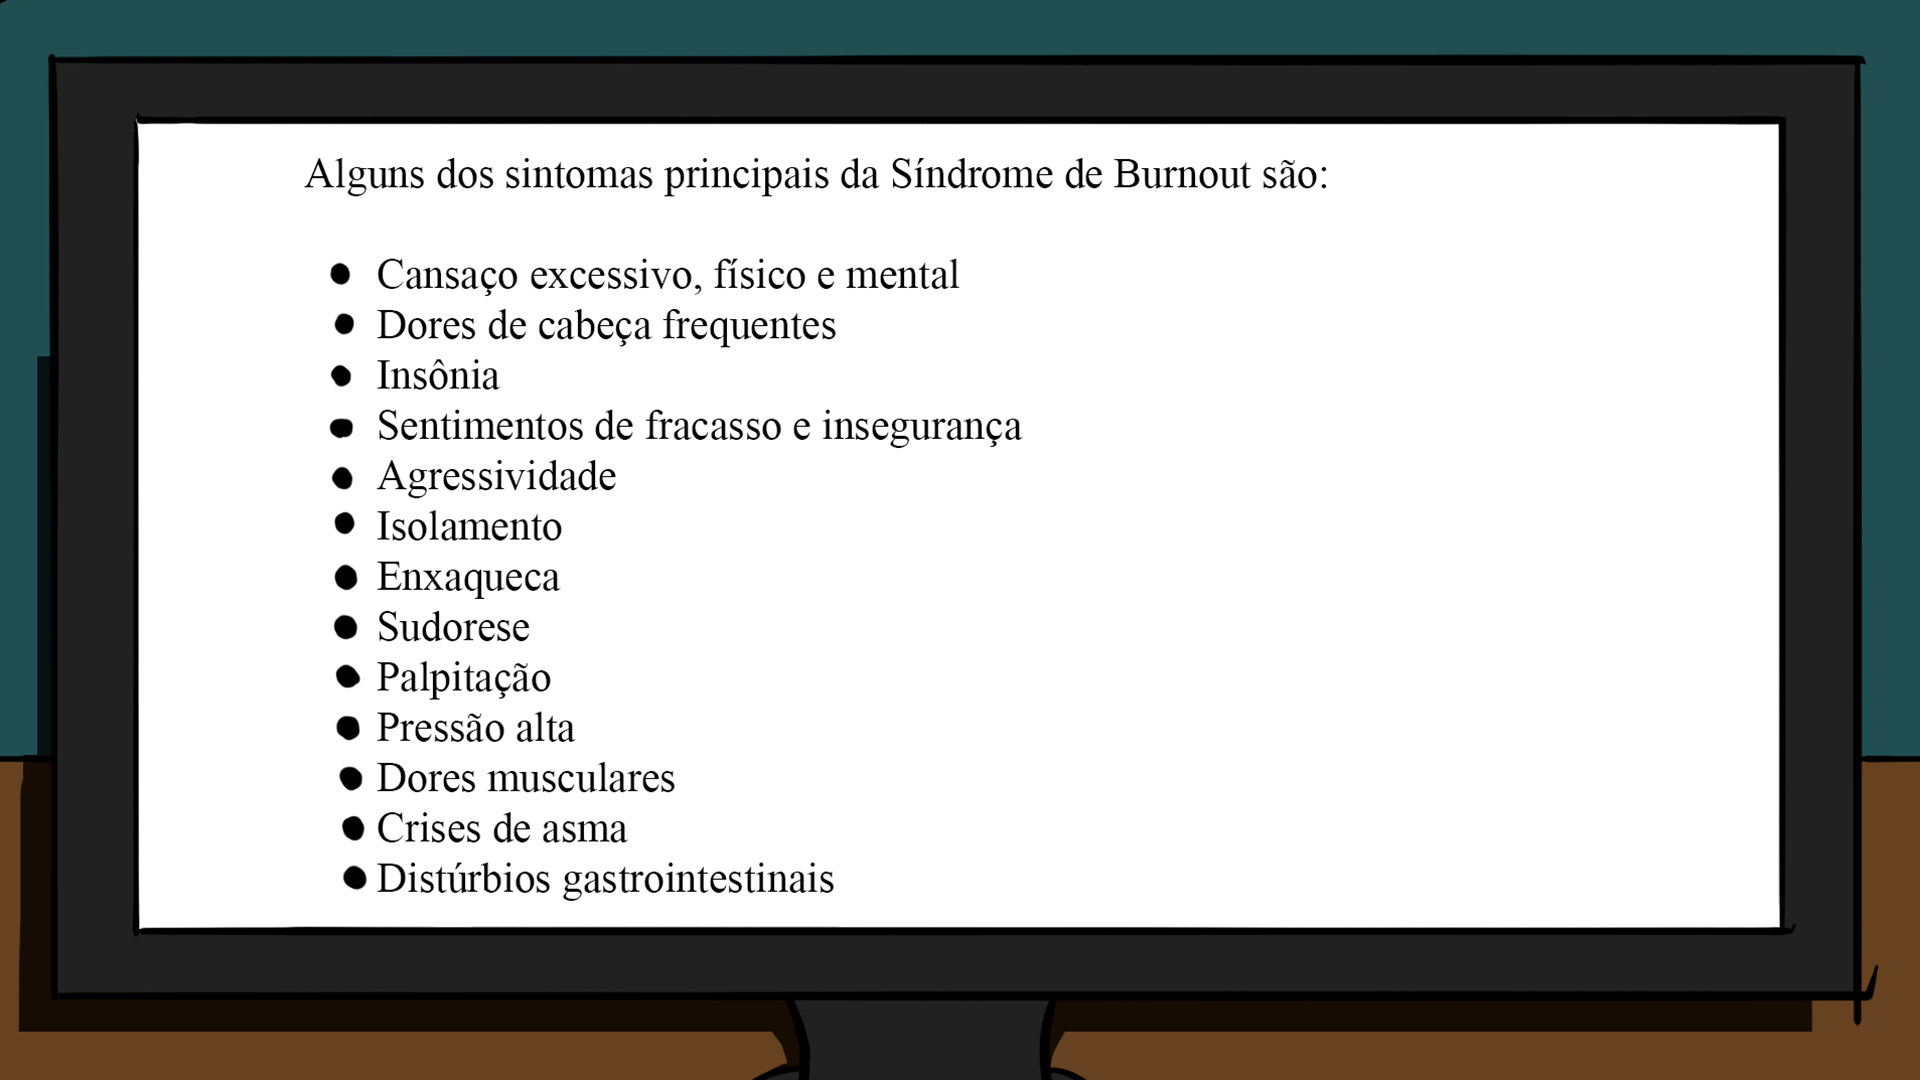 Alguns dos sintomas principais da Síndrome de Burnout são:
● Cansaço excessivo, físico e mental
● Dores de cabeça frequentes
● Insônia
● Sentimentos de fracasso e insegurança
● Agressividade
● Isolamento
● Enxaqueca
● Sudorese
● Palpitação
● Pressão alta
● Dores musculares
● Crises de asma
● Distúrbios gastrointestinais